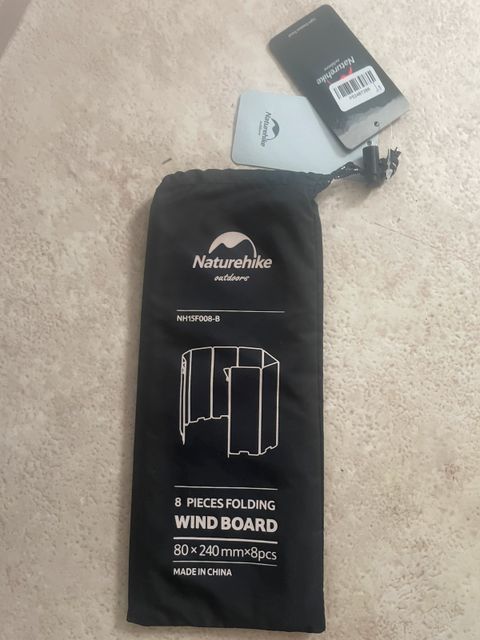 Naturehike
Naturehike
Naturehike
outdoors
NH15F008-B
8 PIECES FOLDING
WIND BOARD
80×240mm×8pcs
MADE IN CHINA